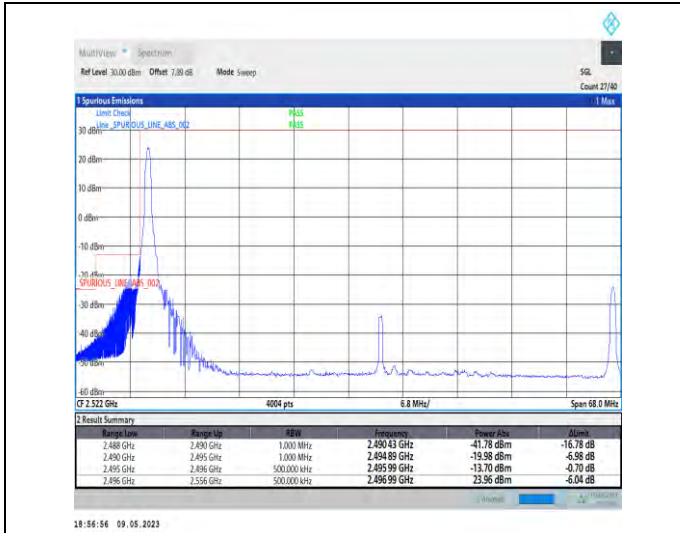 MultiView Spectrum
Ref Level 30.00 dBm Offset 7.89 dB Mode Sweep SGL
Count 27/40
1 Spurious Emissions 1 Max
Limit Check PASS
Line _SPURIOUS_LINE_ABS_002 PASS
30 dBm
20 dBm
10 dBm
0 dBm
-10 dBm
-20 dBm
SPURIOUS_LINE_ABS_002
-30 dBm
-40 dBm
-50 dBm
-60 dBm
CF 2.522 GHz 4004 pts 6.8 MHz/ Span 68.0 MHz
2 Result Summary
Range Low Range Up RBW Frequency Power Abs ΔLimit
2.488 GHz 2.490 GHz 1.000 MHz 2.490 43 GHz -41.78 dBm -16.78 dB
2.490 GHz 2.495 GHz 1.000 MHz 2.494 89 GHz -19.98 dBm -6.98 dB
2.495 GHz 2.496 GHz 500.000 kHz 2.495 99 GHz -13.70 dBm -0.70 dB
2.496 GHz 2.556 GHz 500.000 kHz 2.496 99 GHz 23.96 dBm -6.04 dB
18:56:56 09.05.2023